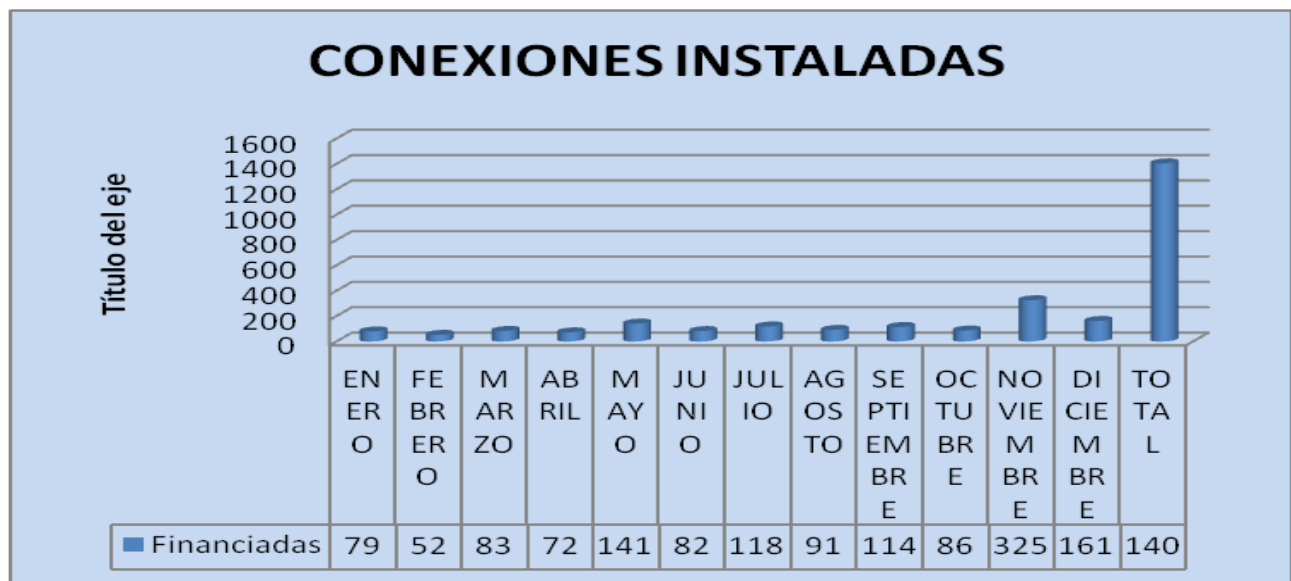 CONEXIONES INSTALADAS
Título del eje
1600
1400
1200
1000
800
600
400
200
0
EN FE M AB M JU JUL AG SE OC NO DI TO
ER BR AR RIL AY NI IO OS PTI TU VIE CIE TA
O ER ZO O O TO EM BR M M L
O BR E BR BR
E E E
Financiadas 79 52 83 72 141 82 118 91 114 86 325 161 140